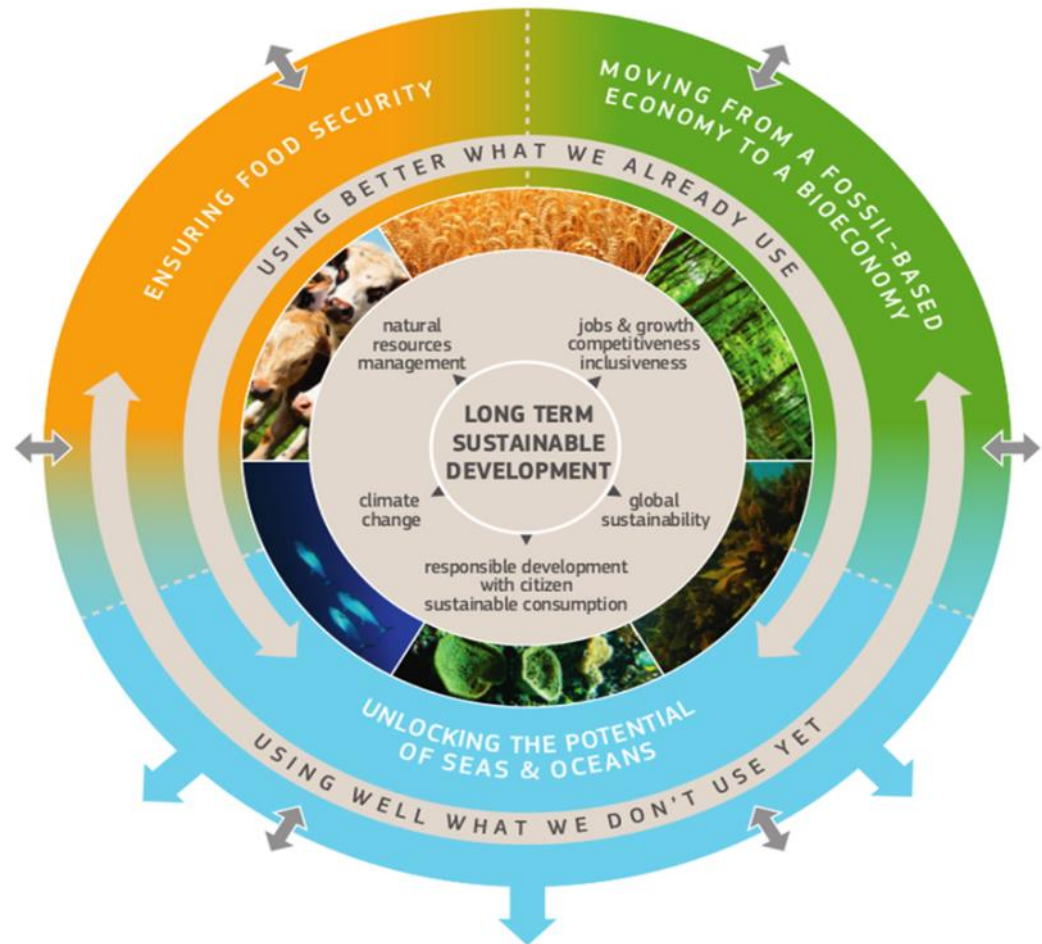 ENSURING FOOD SECURITY
MOVING FROM A FOSSIL-BASED
ECONOMY TO A BIOECONOMY
USING BETTER WHAT WE ALREADY USE
natural
resources
management
jobs & growth
competitiveness
inclusiveness
LONG TERM
SUSTAINABLE
DEVELOPMENT
climate
change
global
sustainability
responsible development
with citizen
sustainable consumption
UNLOCKING THE POTENTIAL
OF SEAS & OCEANS
USING WELL WHAT WE DON'T USE YET